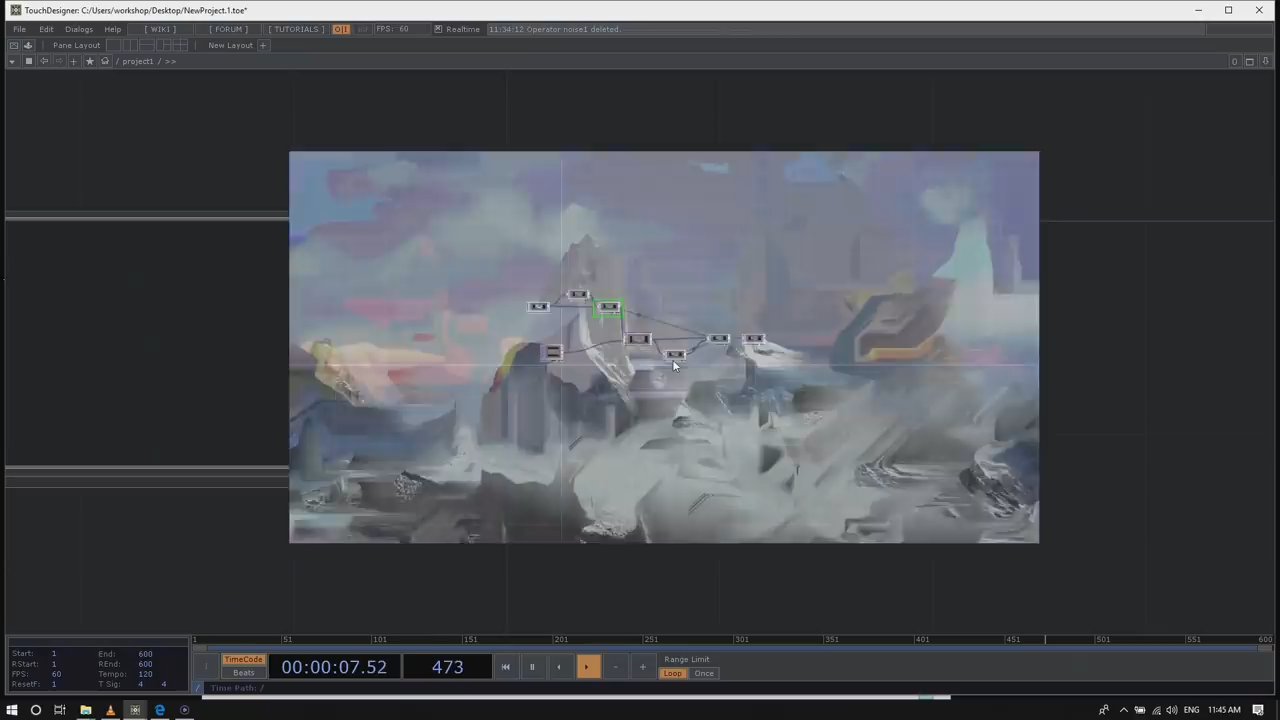 TouchDesigner: C:/Users/workshop/Desktop/NewProject.1.toe*
File Edit Dialogs Help [ WIKI ] [ FORUM ] [ TUTORIALS ] O|I FPS: 60 Realtime 11:34:12 Operator noise1 deleted.
Pane Layout New Layout +
/ project1 / >> 0
1 51 101 151 201 251 301 351 401 451 501 551 600
Start: 1 End: 600
RStart: 1 REnd: 600
FPS: 60 Tempo: 120
ResetF: 1 T Sig: 4 4
TimeCode
Beats
00:00:07.52 473
Range Limit
Loop Once
/ Time Path: /
ENG 11:45 AM